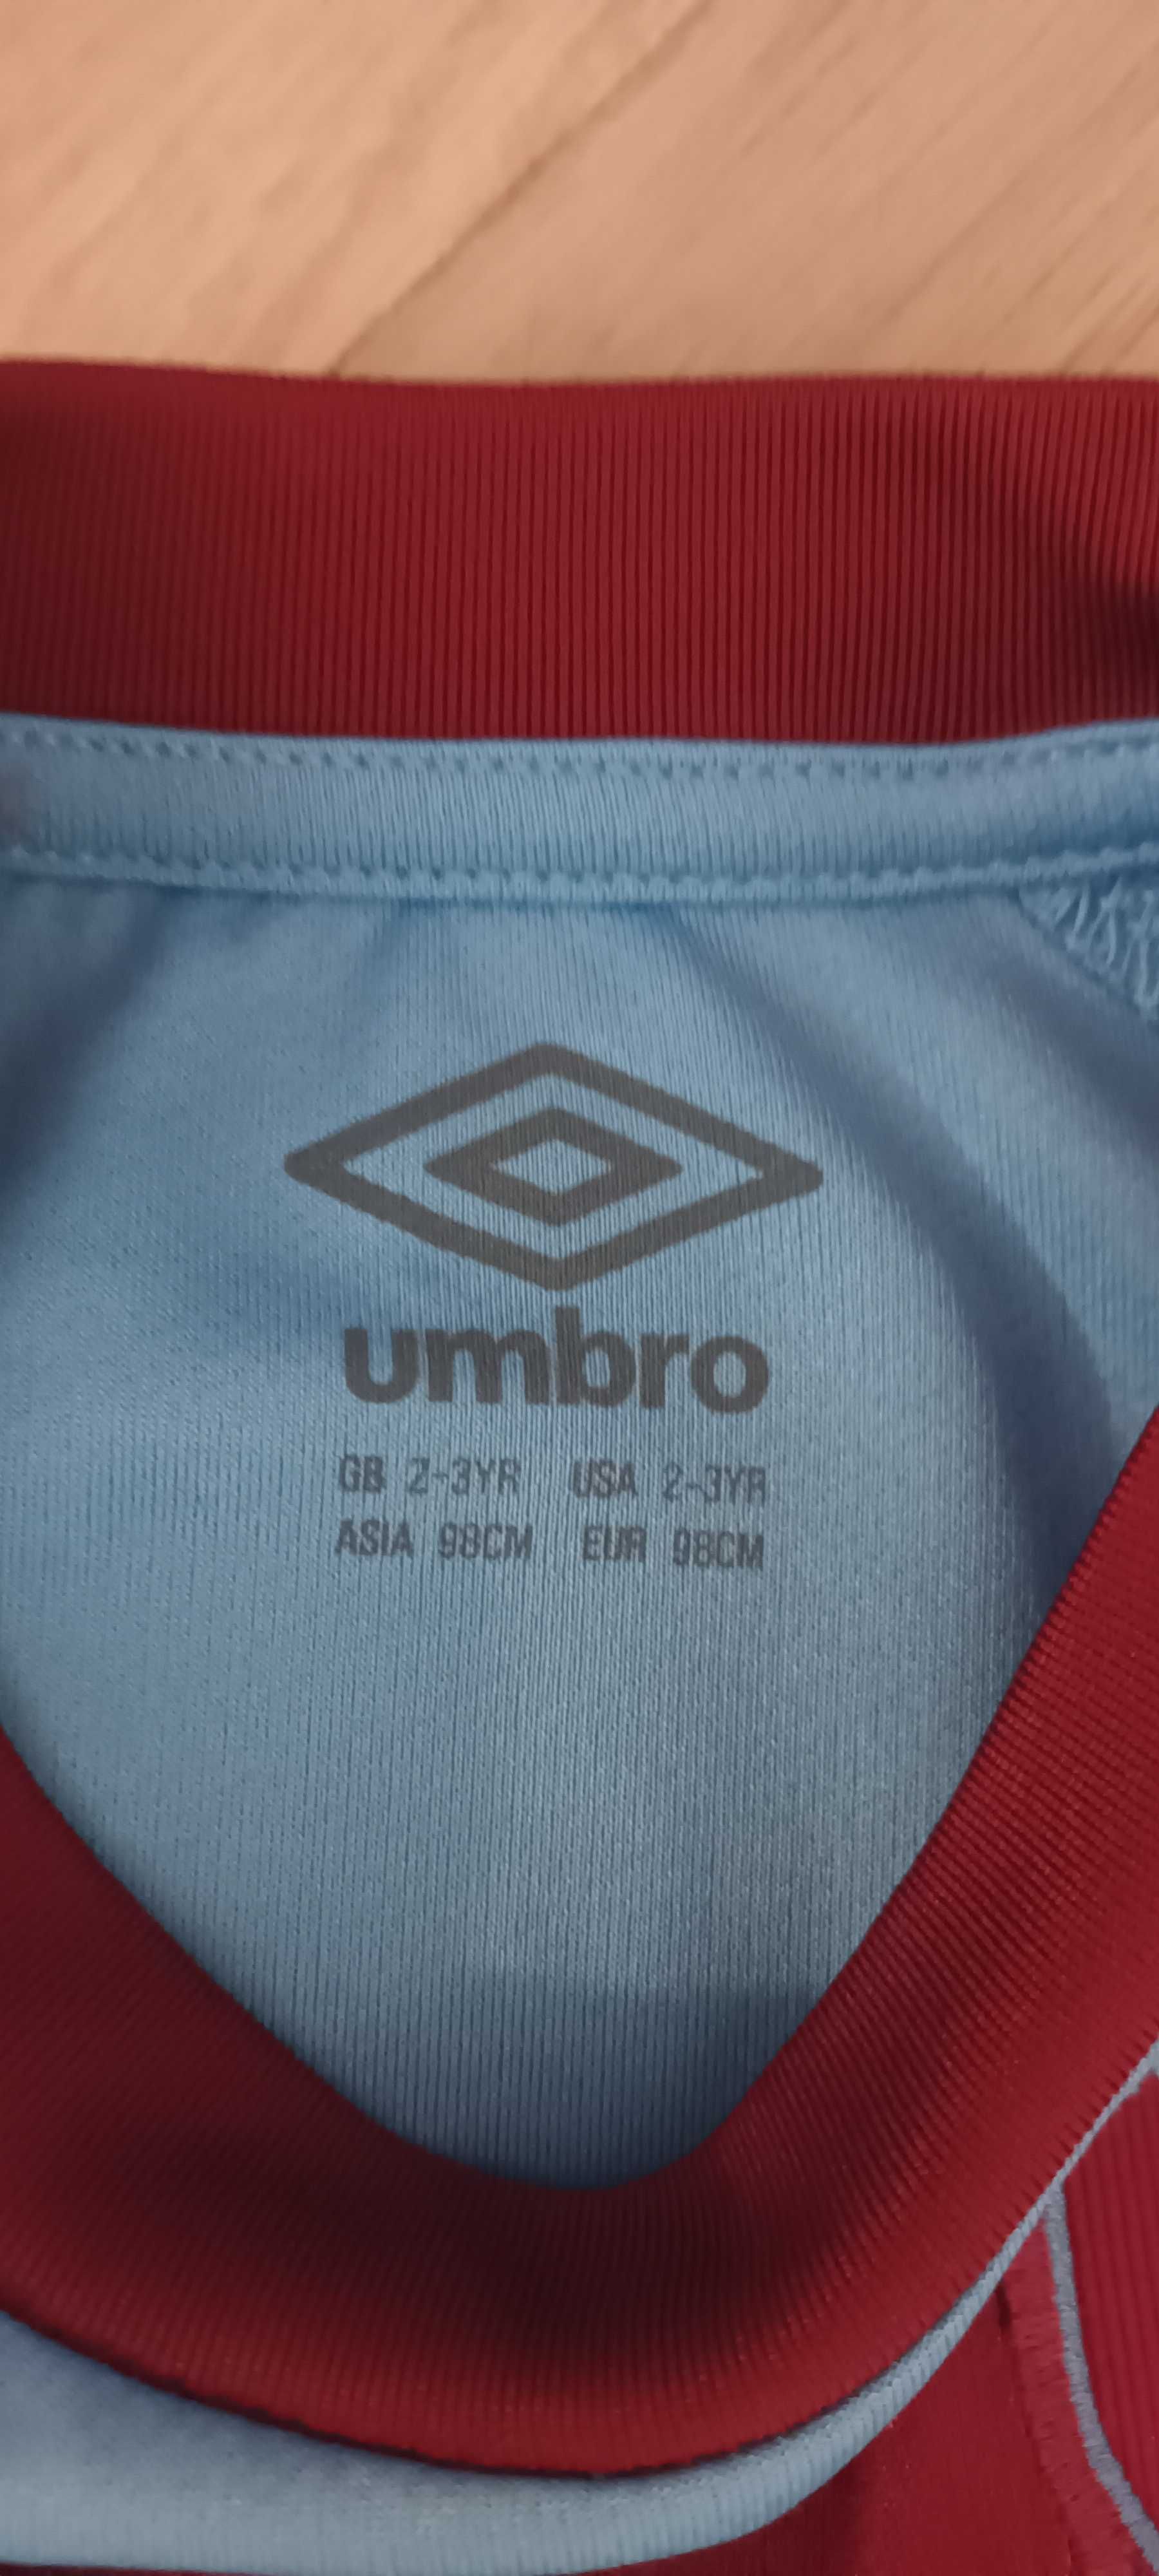 umbro
GB 2-3YR USA 2-3YR
ASIA 98CM EUR 98CM